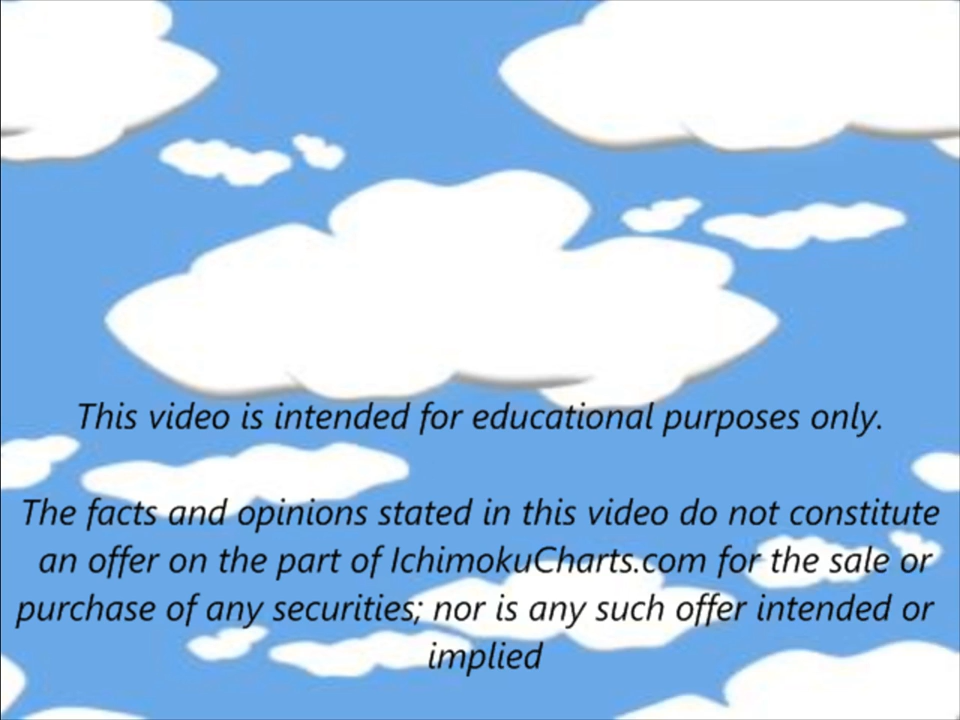 This video is intended for educational purposes only.
The facts and opinions stated in this video do not constitute
an offer on the part of IchimokuCharts.com for the sale or
purchase of any securities; nor is any such offer intended or
implied